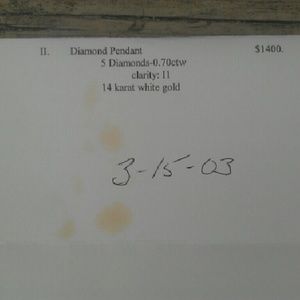 II. Diamond Pendant $1400.
5 Diamonds-0.70ctw
clarity: I1
14 karat white gold
3-15-03